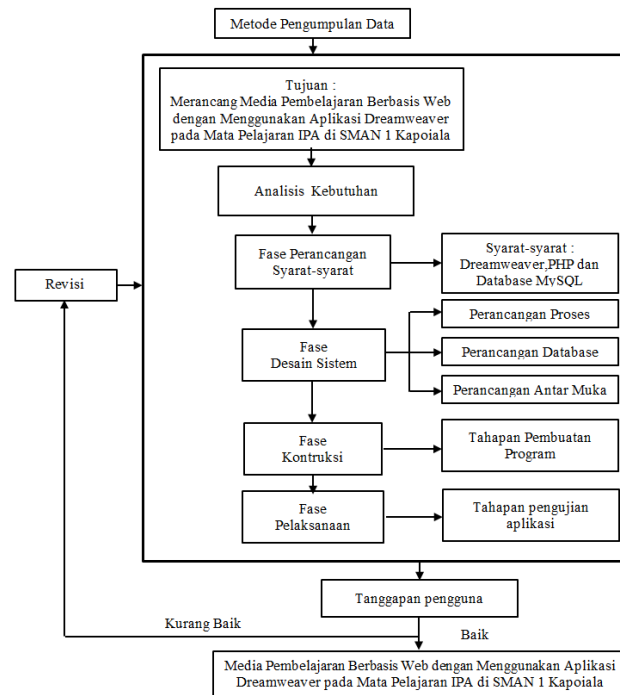 Metode Pengumpulan Data
Tujuan :
Merancang Media Pembelajaran Berbasis Web
dengan Menggunakan Aplikasi Dreamweaver
pada Mata Pelajaran IPA di SMAN 1 Kapoiala
Analisis Kebutuhan
Fase Perancangan
Syarat-syarat
Syarat-syarat :
Dreamweaver,PHP dan
Database MySQL
Revisi
Perancangan Proses
Fase
Desain Sistem
Perancangan Database
Perancangan Antar Muka
Fase
Kontruksi
Tahapan Pembuatan
Program
Fase
Pelaksanaan
Tahapan pengujian
aplikasi
Tanggapan pengguna
Kurang Baik
Baik
Media Pembelajaran Berbasis Web dengan Menggunakan Aplikasi
Dreamweaver pada Mata Pelajaran IPA di SMAN 1 Kapoiala